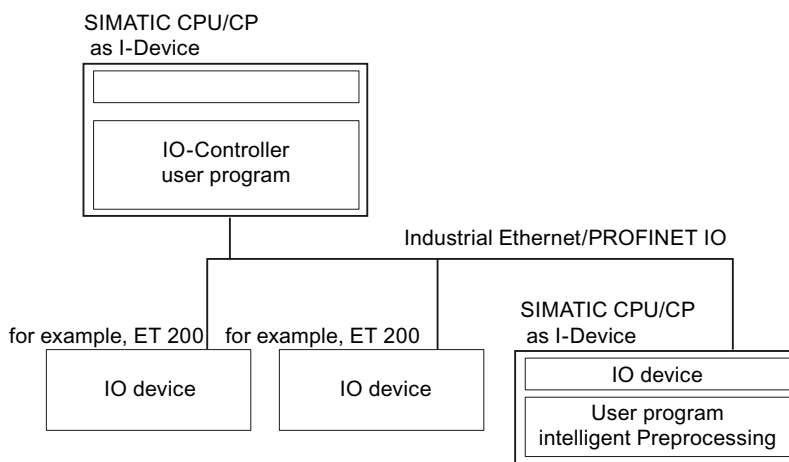 SIMATIC CPU/CP
as I-Device
IO-Controller
user program
Industrial Ethernet/PROFINET IO
for example, ET 200
IO device
for example, ET 200
IO device
SIMATIC CPU/CP
as I-Device
IO device
User program
intelligent Preprocessing